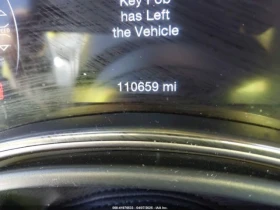 Key Fob
has Left
the Vehicle
110659 mi